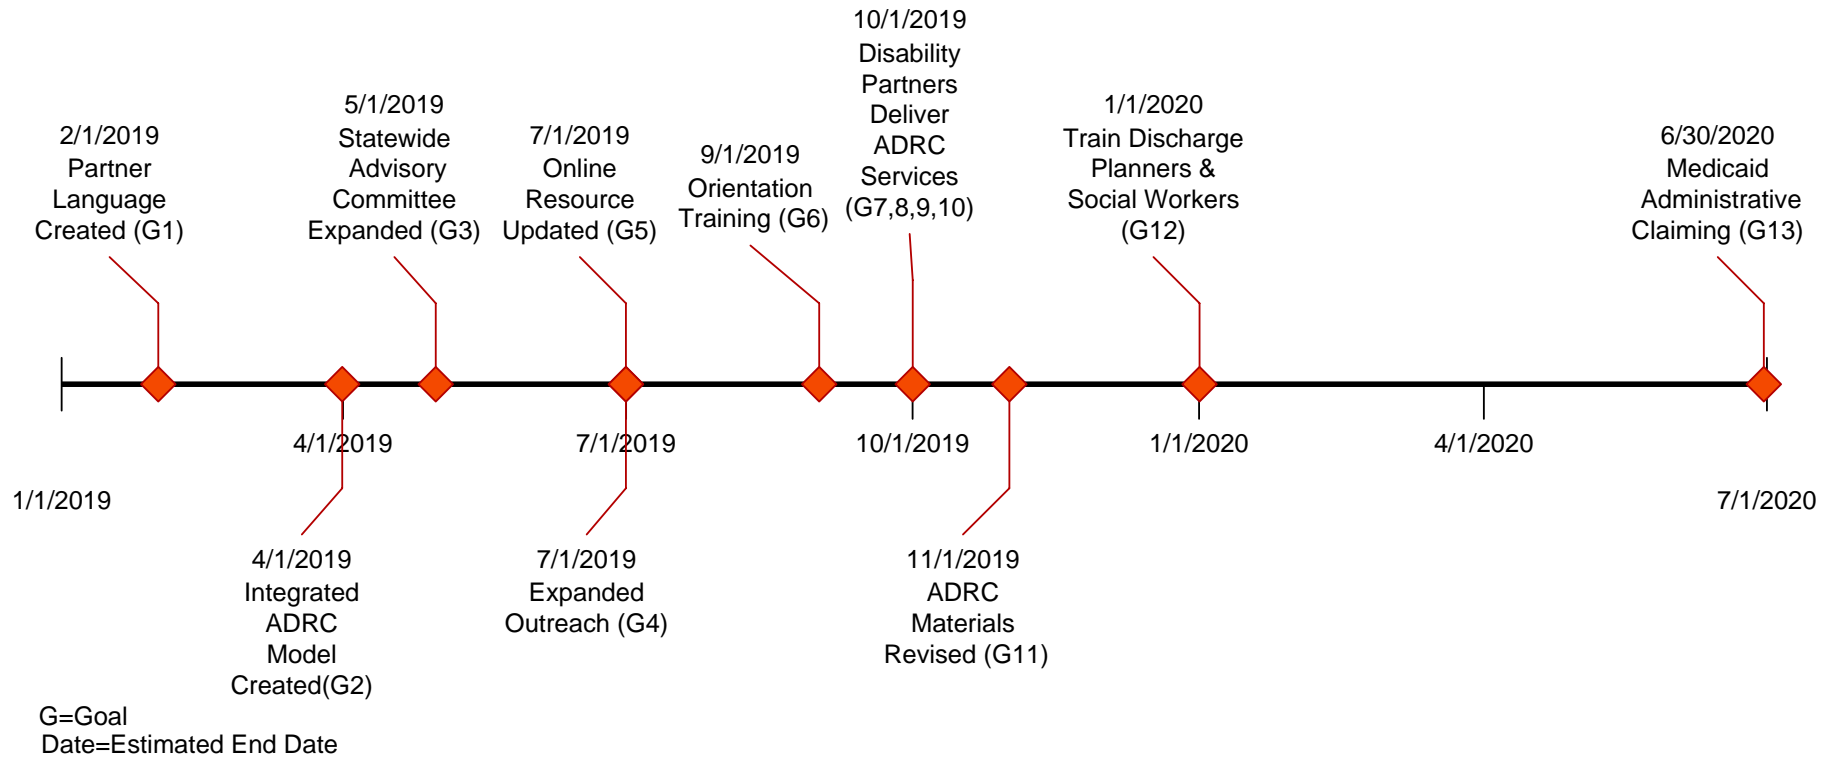 10/1/2019
Disability
Partners
Deliver
ADRC
Services
(G7,8,9,10)
2/1/2019
Partner
Language
Created (G1)
5/1/2019
Statewide
Advisory
Committee
Expanded (G3)
7/1/2019
Online
Resource
Updated (G5)
9/1/2019
Orientation
Training (G6)
1/1/2020
Train Discharge
Planners &
Social Workers
(G12)
6/30/2020
Medicaid
Administrative
Claiming (G13)
4/1/2019
7/1/2019
10/1/2019
1/1/2020
4/1/2020
1/1/2019
7/1/2020
4/1/2019
Integrated
ADRC
Model
Created(G2)
7/1/2019
Expanded
Outreach (G4)
11/1/2019
ADRC
Materials
Revised (G11)
G=Goal
Date=Estimated End Date